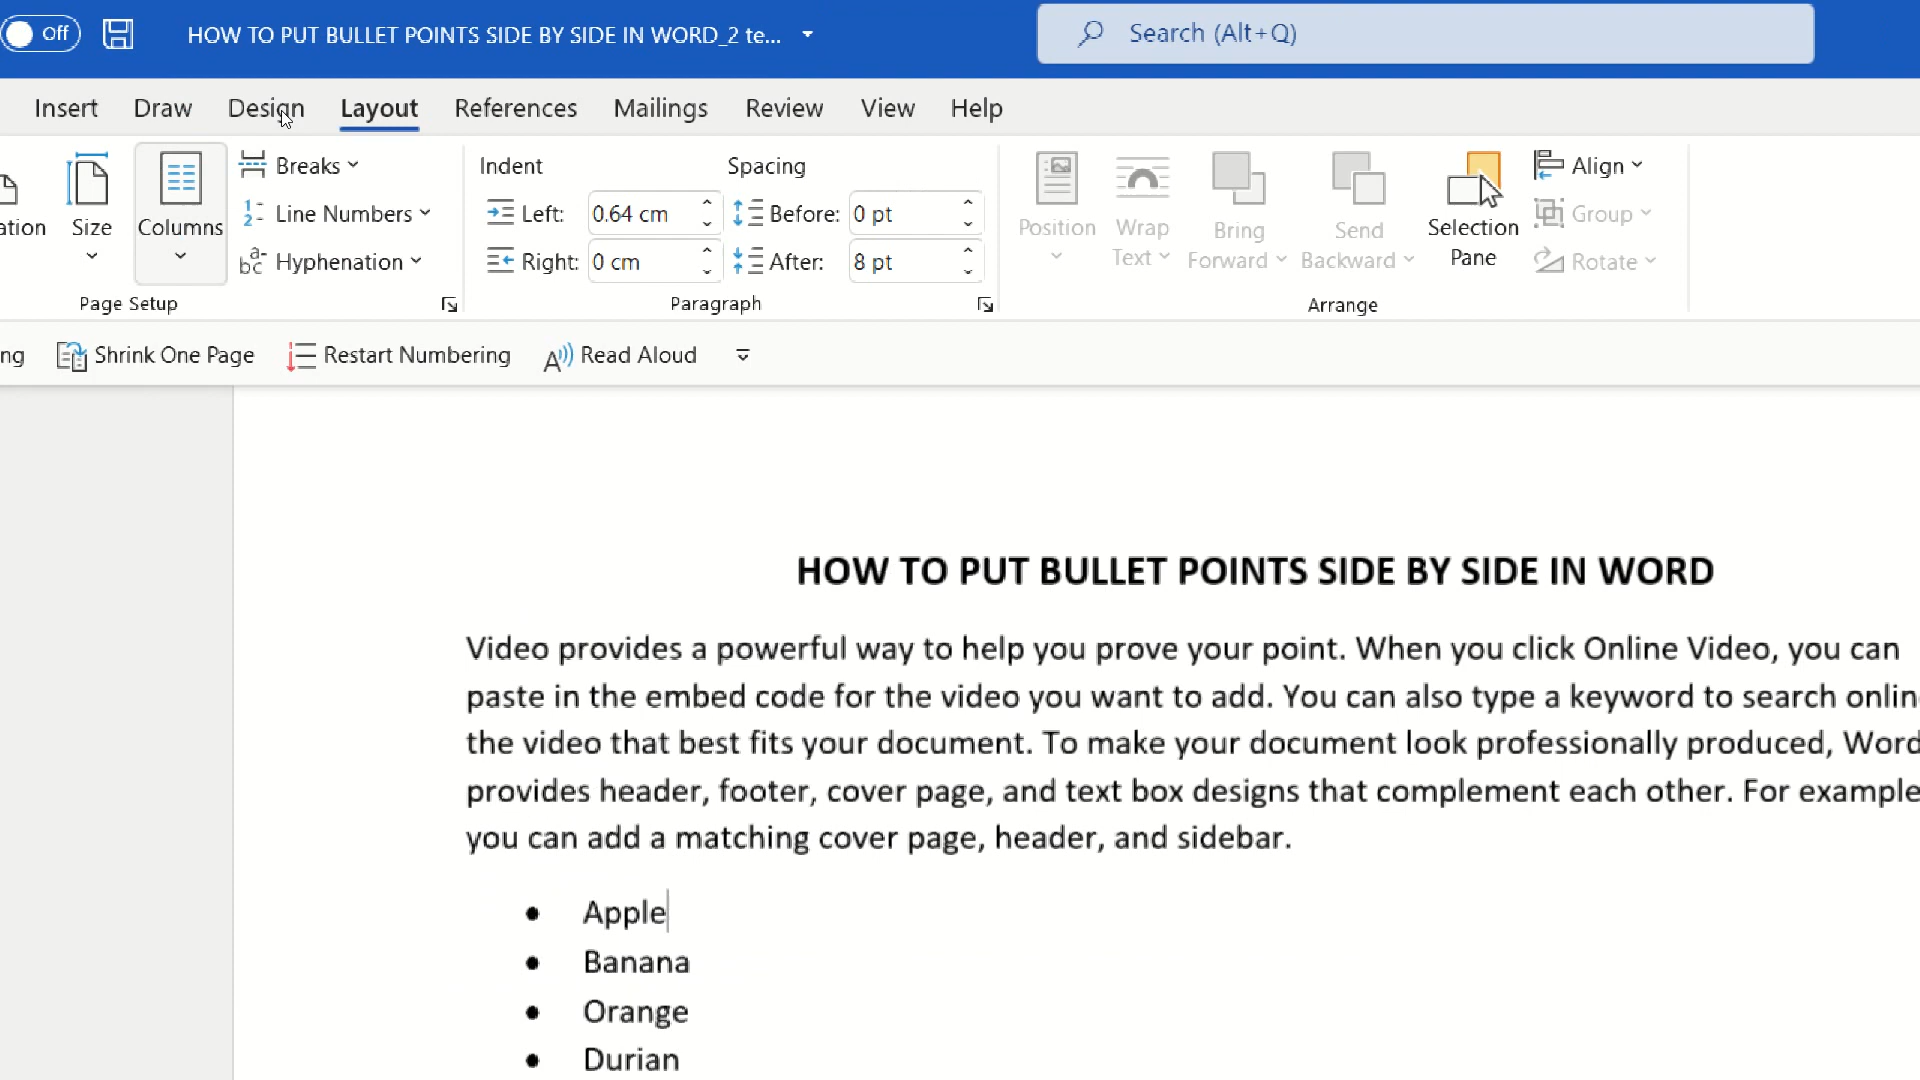 Off HOW TO PUT BULLET POINTS SIDE BY SIDE IN WORD_2 te... Search (Alt+Q)
Insert Draw Design Layout References Mailings Review View Help
Breaks Indent Spacing Align
ation Size Columns Line Numbers Left: 0.64 cm Before: 0 pt Position Wrap Text Bring Forward Send Backward Selection Pane Group
Hyphenation Right: 0 cm After: 8 pt Rotate
Page Setup Paragraph Arrange
ng Shrink One Page Restart Numbering Read Aloud
HOW TO PUT BULLET POINTS SIDE BY SIDE IN WORD
Video provides a powerful way to help you prove your point. When you click Online Video, you can
paste in the embed code for the video you want to add. You can also type a keyword to search onlin
the video that best fits your document. To make your document look professionally produced, Word
provides header, footer, cover page, and text box designs that complement each other. For example
you can add a matching cover page, header, and sidebar.
• Apple
• Banana
• Orange
• Durian